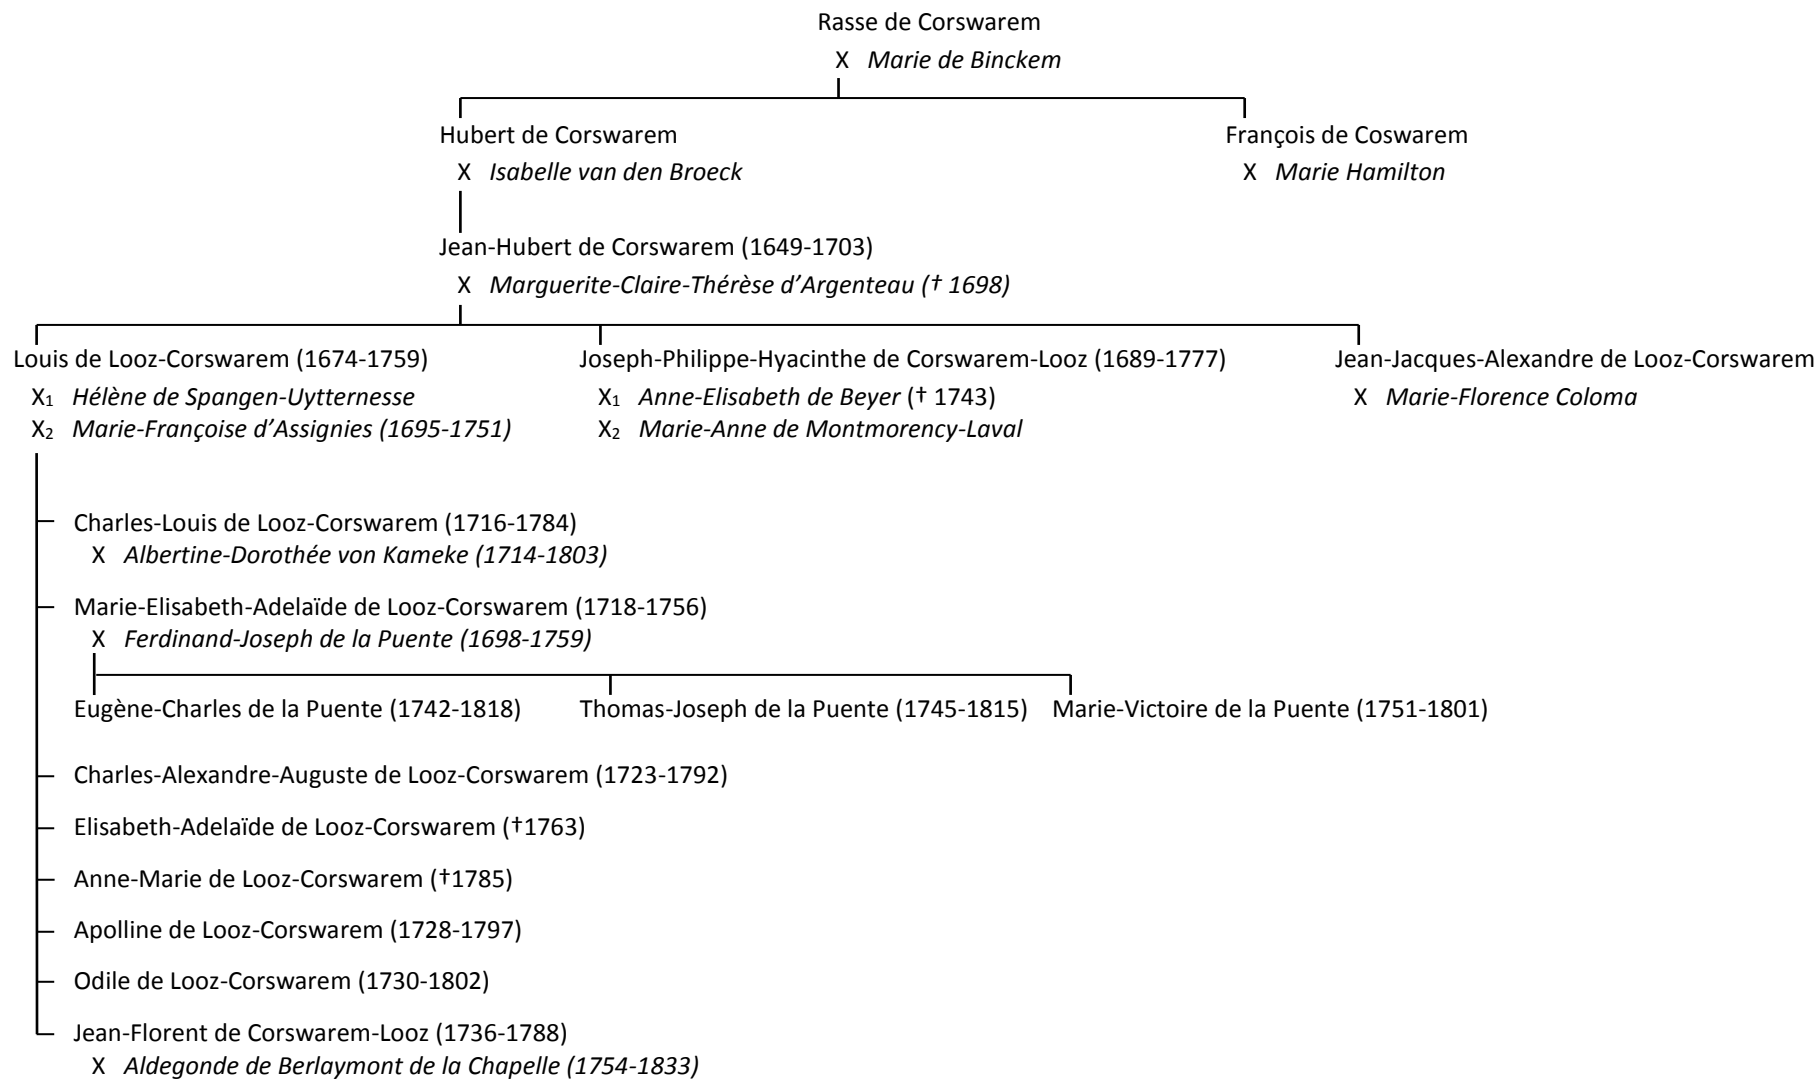 Rasse de Corswarem
X Marie de Binckem
Hubert de Corswarem
François de Coswarem
X Isabelle van den Broeck
X Marie Hamilton
Jean-Hubert de Corswarem (1649-1703)
X Marguerite-Claire-Thérèse d’Argenteau († 1698)
Louis de Looz-Corswarem (1674-1759)
Joseph-Philippe-Hyacinthe de Corswarem-Looz (1689-1777)
Jean-Jacques-Alexandre de Looz-Corswarem
X1 Hélène de Spangen-Uytternesse
X1 Anne-Elisabeth de Beyer († 1743)
X Marie-Florence Coloma
X2 Marie-Françoise d’Assignies (1695-1751)
X2 Marie-Anne de Montmorency-Laval
Charles-Louis de Looz-Corswarem (1716-1784)
X Albertine-Dorothée von Kameke (1714-1803)
Marie-Elisabeth-Adelaïde de Looz-Corswarem (1718-1756)
X Ferdinand-Joseph de la Puente (1698-1759)
Eugène-Charles de la Puente (1742-1818)
Thomas-Joseph de la Puente (1745-1815)
Marie-Victoire de la Puente (1751-1801)
Charles-Alexandre-Auguste de Looz-Corswarem (1723-1792)
Elisabeth-Adelaïde de Looz-Corswarem (†1763)
Anne-Marie de Looz-Corswarem (†1785)
Apolline de Looz-Corswarem (1728-1797)
Odile de Looz-Corswarem (1730-1802)
Jean-Florent de Corswarem-Looz (1736-1788)
X Aldegonde de Berlaymont de la Chapelle (1754-1833)